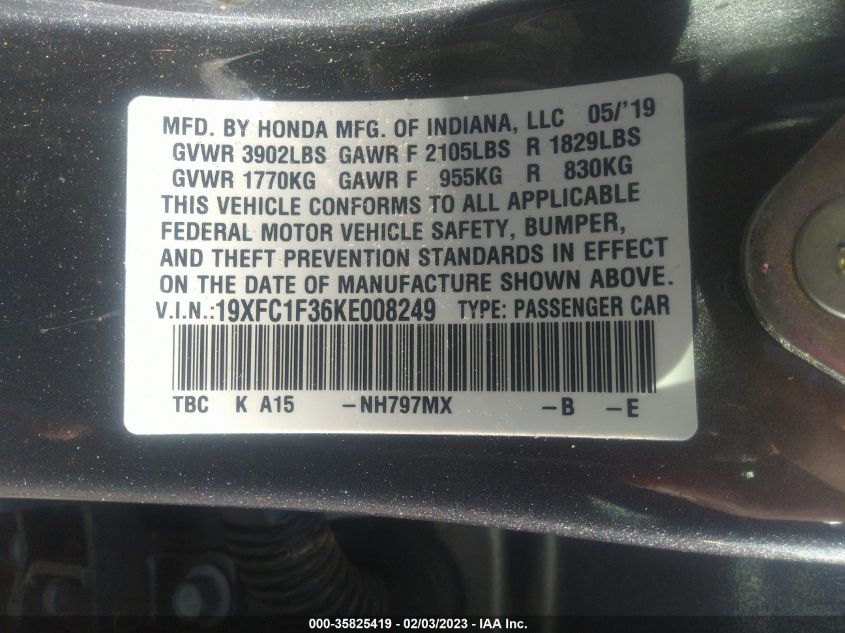 MFD. BY HONDA MFG. OF INDIANA, LLC 05/'19
GVWR 3902LBS GAWR F 2105LBS R 1829LBS
GVWR 1770KG GAWR F 955KG R 830KG
THIS VEHICLE CONFORMS TO ALL APPLICABLE
FEDERAL MOTOR VEHICLE SAFETY, BUMPER,
AND THEFT PREVENTION STANDARDS IN EFFECT
ON THE DATE OF MANUFACTURE SHOWN ABOVE.
V.I.N.:19XFC1F36KE008249 TYPE: PASSENGER CAR
TBC K A15 -NH797MX -B -E
000-35825419 - 02/03/2023 - IAA Inc.